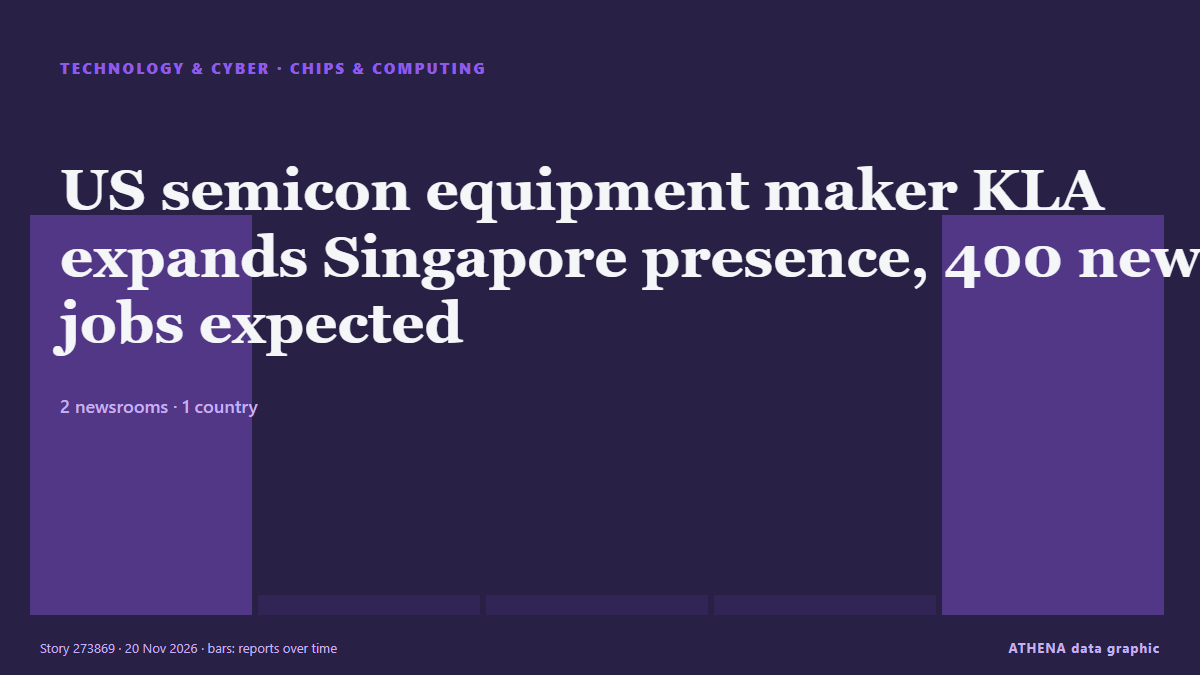 TECHNOLOGY & CYBER · CHIPS & COMPUTING
US semicon equipment maker KLA
expands Singapore presence, 400 new
jobs expected
2 newsrooms · 1 country
Story 273869 · 20 Nov 2026 · bars: reports over time
ATHENA data graphic